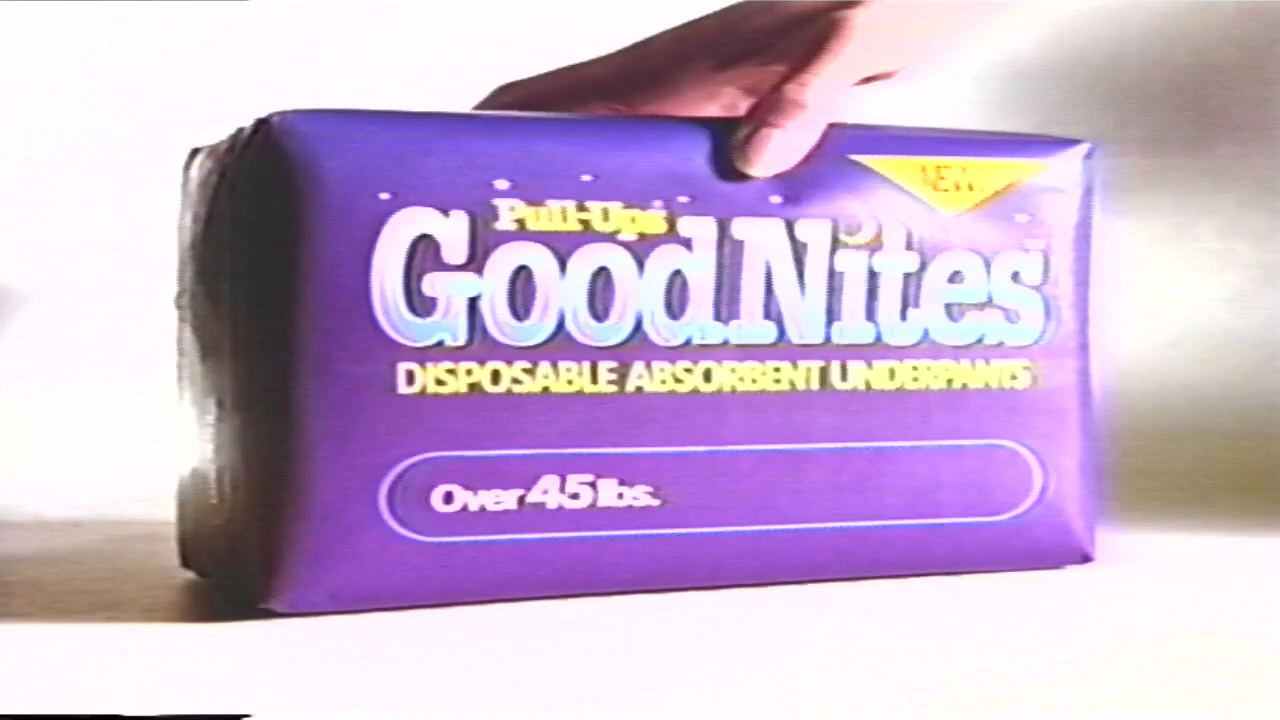 NEW!
Pull-Ups
GoodNites
DISPOSABLE ABSORBENT UNDERPANTS
Over 45 lbs.